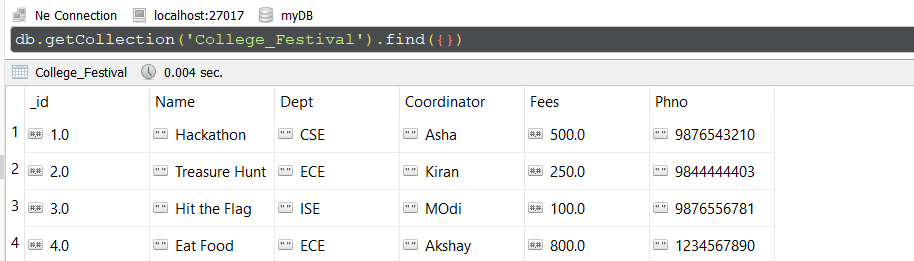 Ne Connection localhost:27017 myDB
db.getCollection('College_Festival').find({})
College_Festival 0.004 sec.
_id Name Dept Coordinator Fees Phno
1 #.# 1.0 "" Hackathon "" CSE "" Asha #.# 500.0 "" 9876543210
2 #.# 2.0 "" Treasure Hunt "" ECE "" Kiran #.# 250.0 "" 9844444403
3 #.# 3.0 "" Hit the Flag "" ISE "" MOdi #.# 100.0 "" 9876556781
4 #.# 4.0 "" Eat Food "" ECE "" Akshay #.# 800.0 "" 1234567890